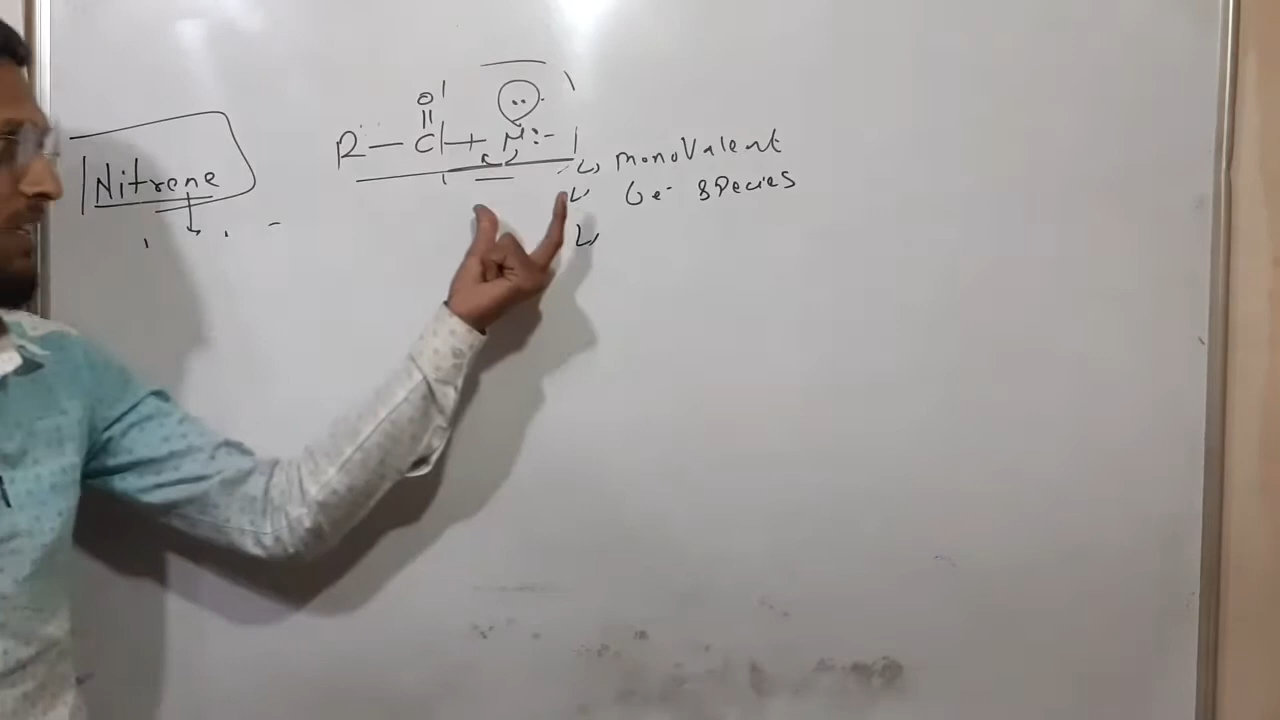 Nitrene
O
||
R — C — N:
monovalent
6e- species